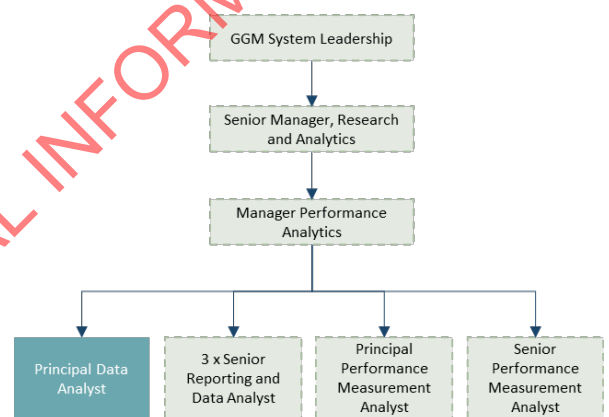 GGM System Leadership
Senior Manager, Research
and Analytics
Manager Performance
Analytics
Principal Data
Analyst
3 x Senior
Reporting and
Data Analyst
Principal
Performance
Measurement
Analyst
Senior
Performance
Measurement
Analyst